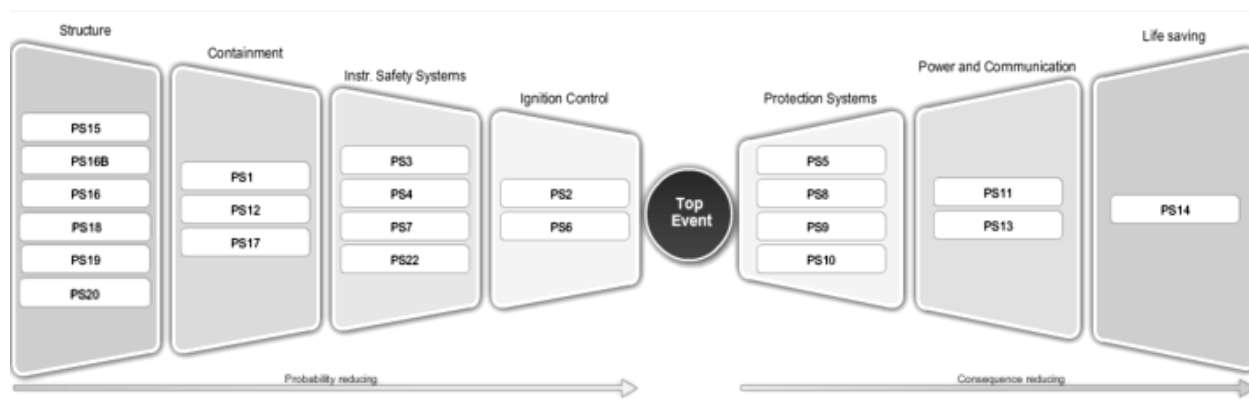 Structure
PS15
PS16B
PS16
PS18
PS19
PS20
Containment
PS1
PS12
PS17
Instr. Safety Systems
PS3
PS4
PS7
PS22
Ignition Control
PS2
PS6
Top
Event
Protection Systems
PS5
PS8
PS9
PS10
Power and Communication
PS11
PS13
Life saving
PS14
Probability reducing
Consequence reducing